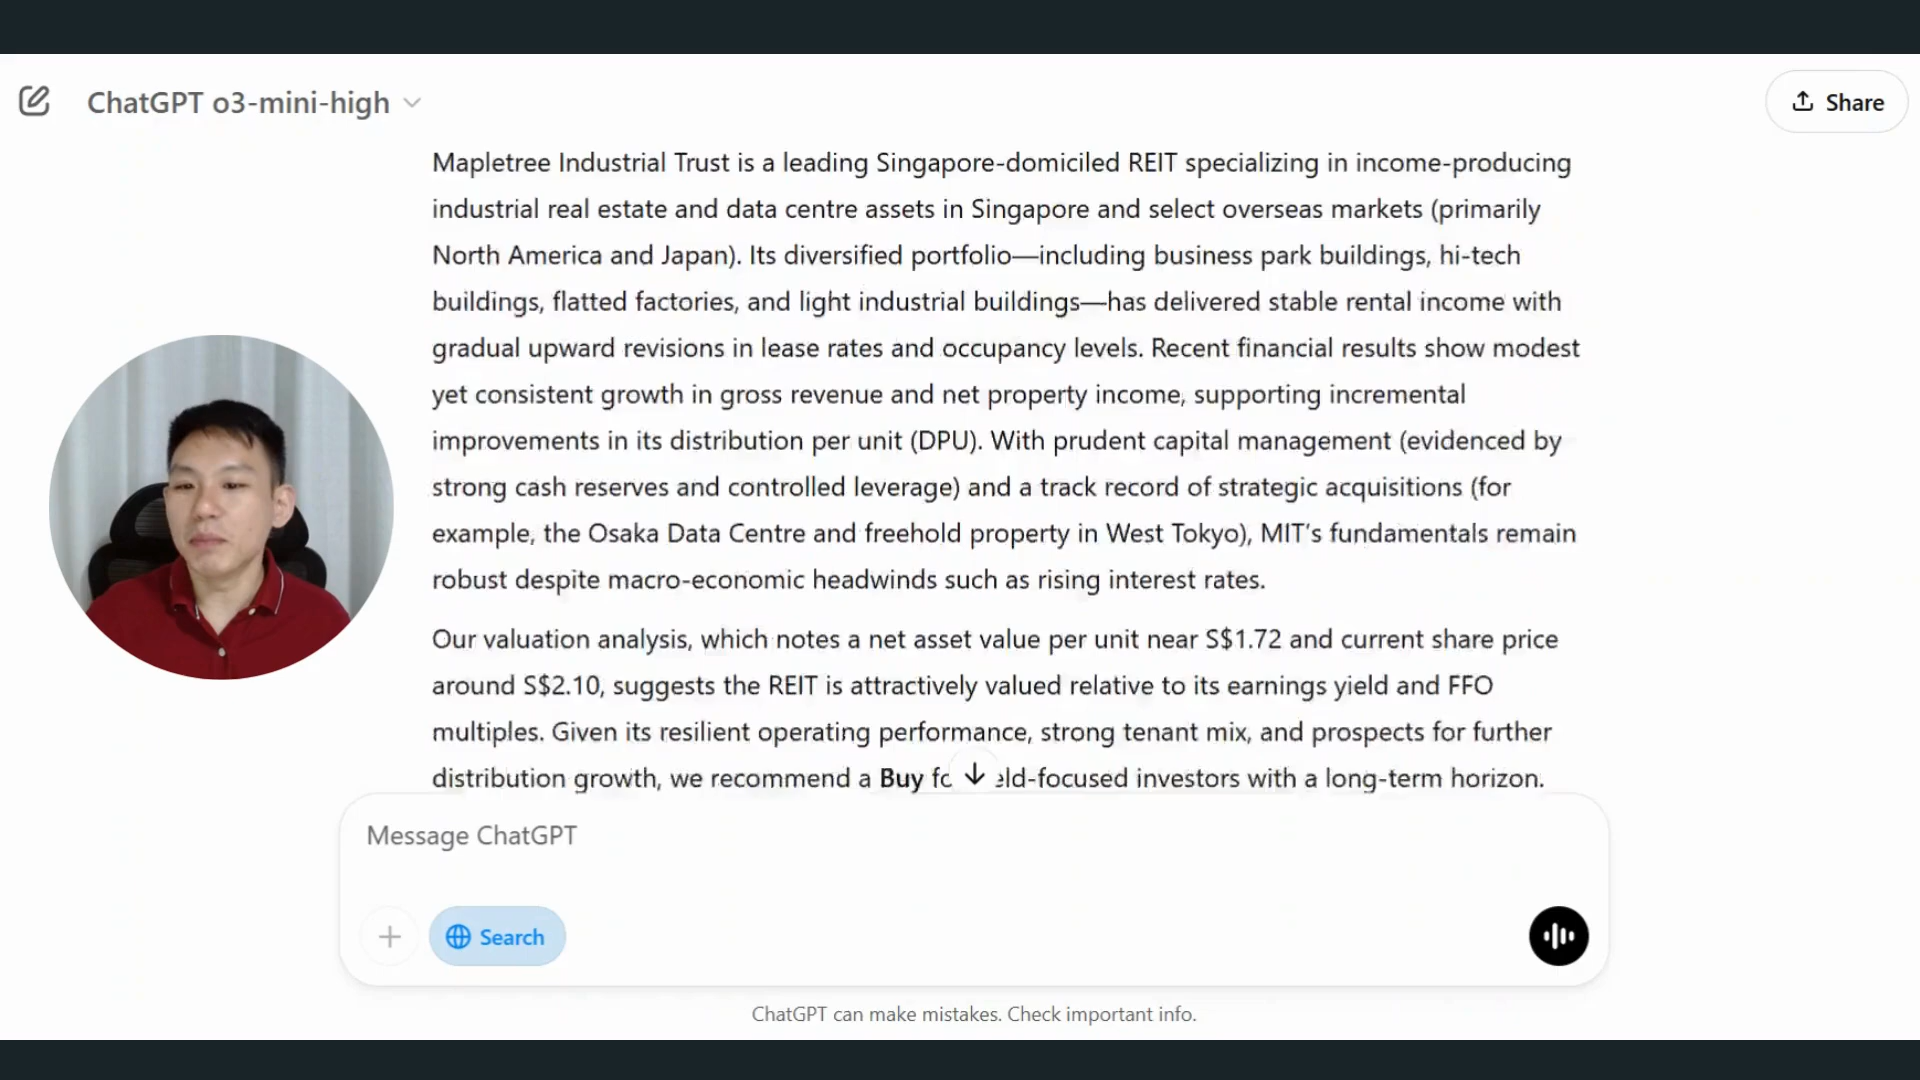 ChatGPT o3-mini-high
Share
Mapletree Industrial Trust is a leading Singapore-domiciled REIT specializing in income-producing
industrial real estate and data centre assets in Singapore and select overseas markets (primarily
North America and Japan). Its diversified portfolio—including business park buildings, hi-tech
buildings, flatted factories, and light industrial buildings—has delivered stable rental income with
gradual upward revisions in lease rates and occupancy levels. Recent financial results show modest
yet consistent growth in gross revenue and net property income, supporting incremental
improvements in its distribution per unit (DPU). With prudent capital management (evidenced by
strong cash reserves and controlled leverage) and a track record of strategic acquisitions (for
example, the Osaka Data Centre and freehold property in West Tokyo), MIT's fundamentals remain
robust despite macro-economic headwinds such as rising interest rates.
Our valuation analysis, which notes a net asset value per unit near S$1.72 and current share price
around S$2.10, suggests the REIT is attractively valued relative to its earnings yield and FFO
multiples. Given its resilient operating performance, strong tenant mix, and prospects for further
distribution growth, we recommend a Buy -focused investors with a long-term horizon.
Message ChatGPT
Search
ChatGPT can make mistakes. Check important info.